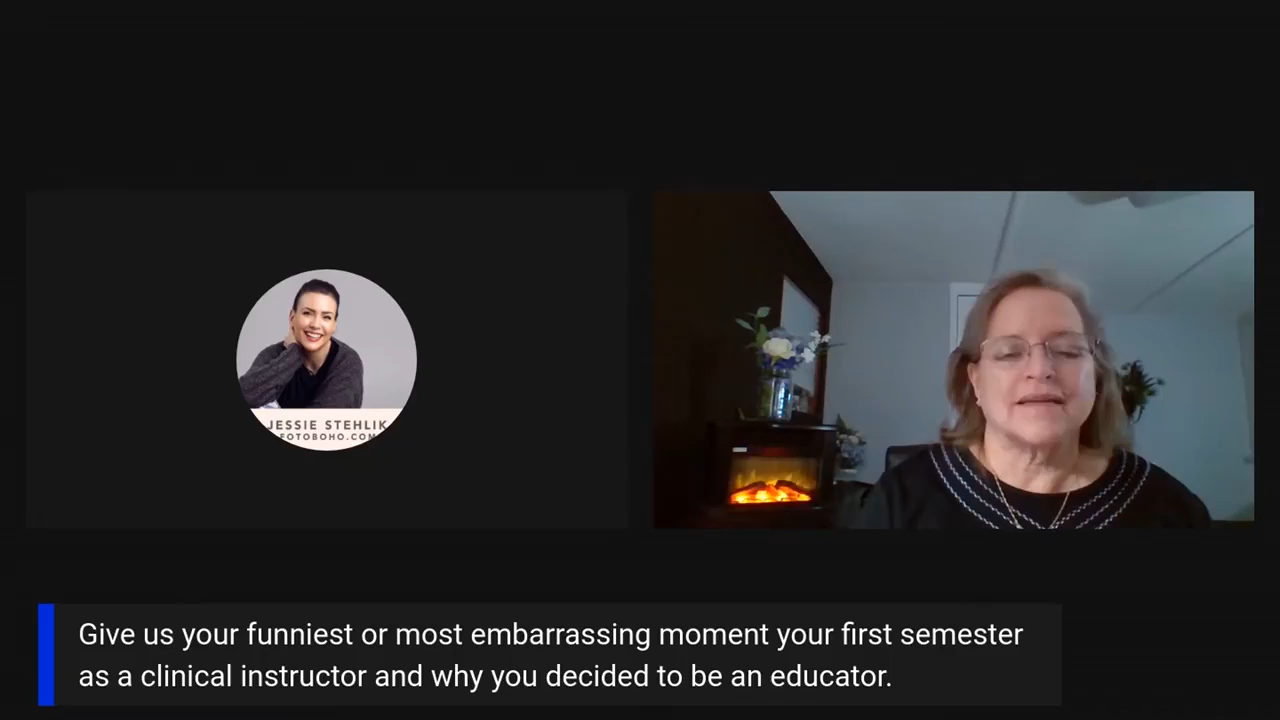 JESSIE STEHLIK
FOTOBOHO.COM
Give us your funniest or most embarrassing moment your first semester
as a clinical instructor and why you decided to be an educator.